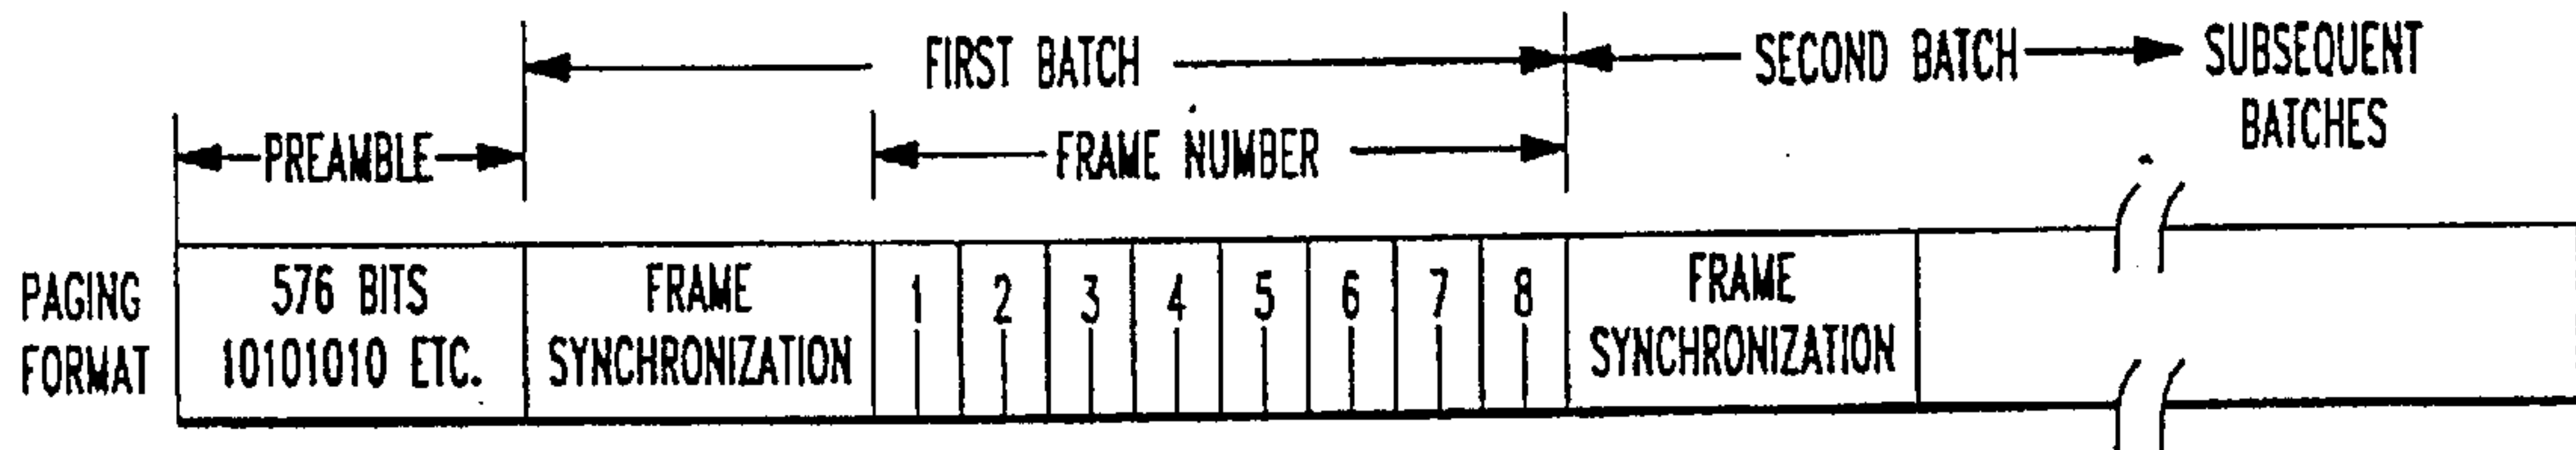 FIRST BATCH
SECOND BATCH
SUBSEQUENT
BATCHES
PREAMBLE
FRAME NUMBER
PAGING
FORMAT
576 BITS
10101010 ETC.
FRAME
SYNCHRONIZATION
1 2 3 4 5 6 7 8
FRAME
SYNCHRONIZATION